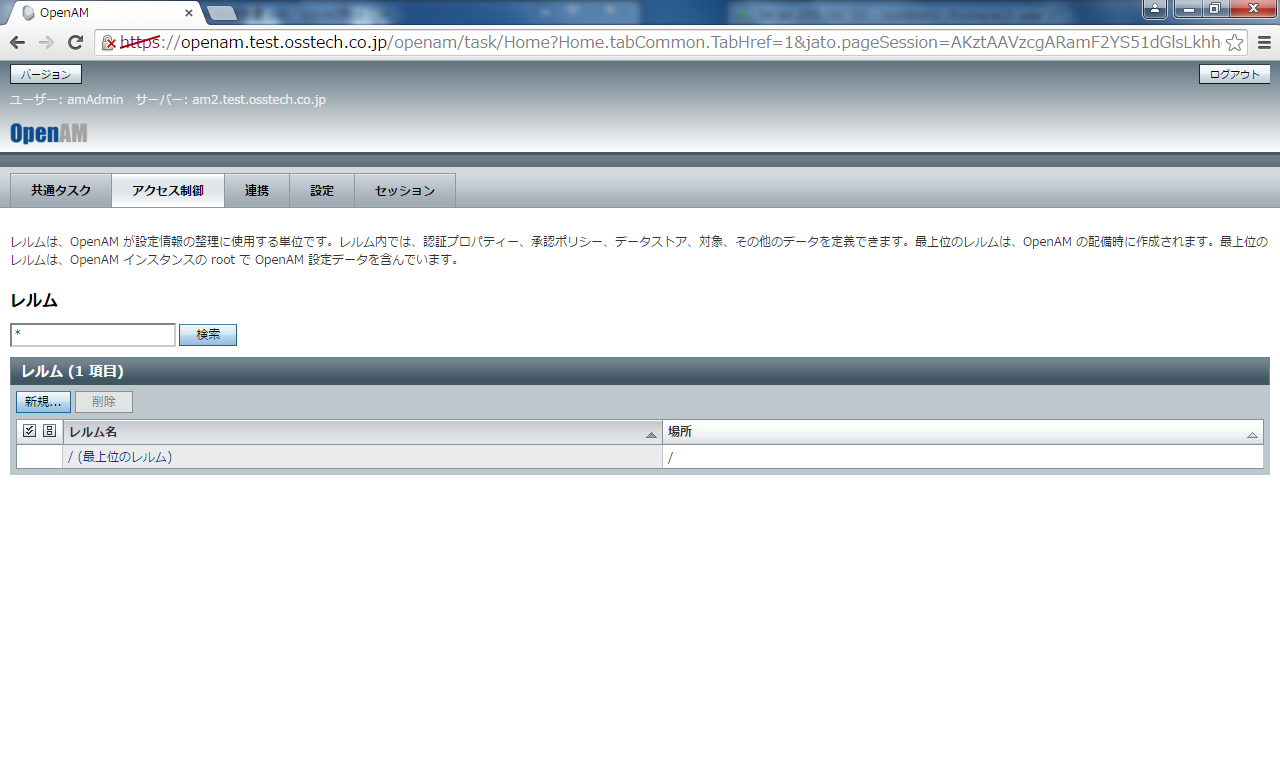 OpenAM
https://openam.test.osstech.co.jp/openam/task/Home?Home.tabCommon.TabHref=1&jato.pageSession=AKztAAVzcgARamF2YS51dGlsLkhh
バージョン
ログアウト
ユーザー: amAdmin サーバー: am2.test.osstech.co.jp
OpenAM
共通タスク アクセス制御 連携 設定 セッション
レルムは、OpenAM が設定情報の整理に使用する単位です。レルム内では、認証プロパティー、承認ポリシー、データストア、対象、その他のデータを定義できます。最上位のレルムは、OpenAM の配備時に作成されます。最上位の
レルムは、OpenAM インスタンスの root で OpenAM 設定データを含んでいます。
レルム
* 検索
レルム (1 項目)
新規... 削除
レルム名 場所
/ (最上位のレルム) /